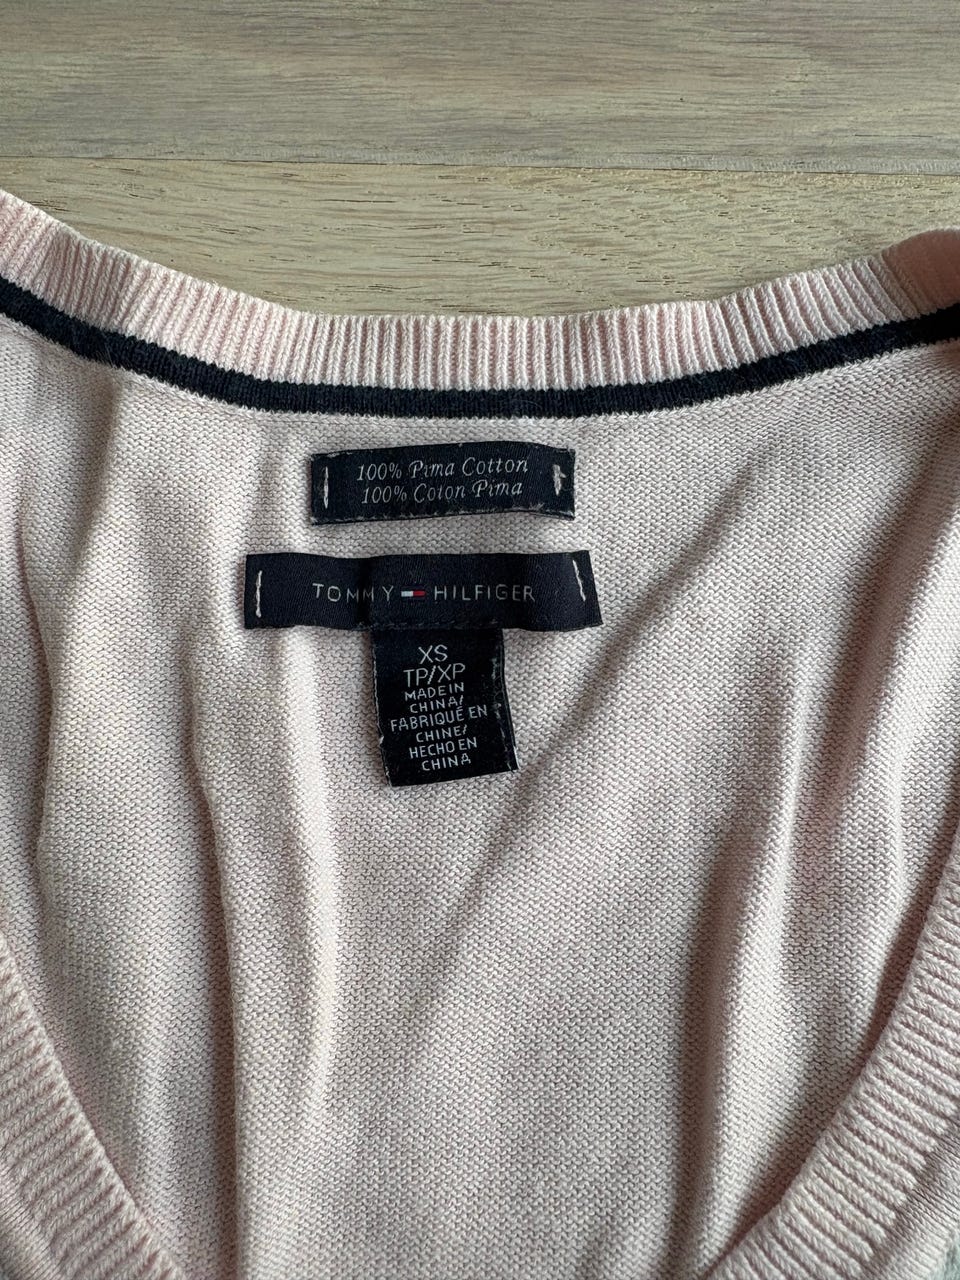 100% Pima Cotton
100% Coton Pima
TOMMY HILFIGER
XS
TP/XP
MADE IN
CHINA/
FABRIQUÉ EN
CHINE/
HECHO EN
CHINA